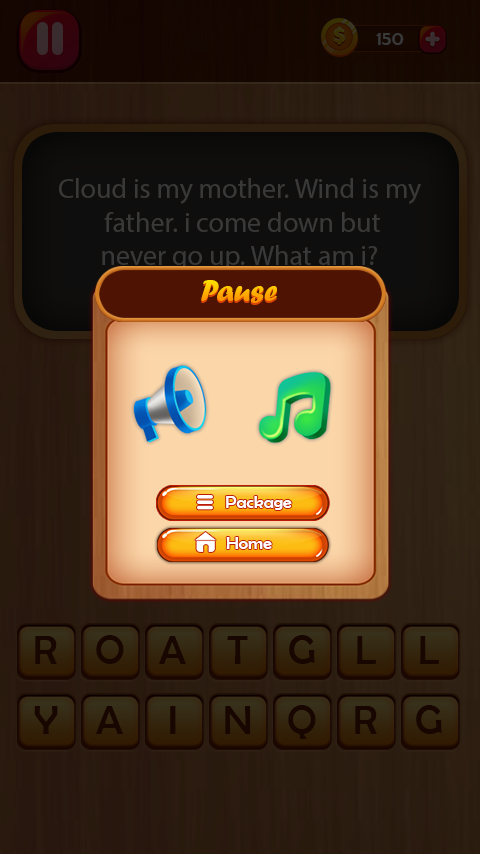 150
Cloud is my mother. Wind is my
father. i come down but
never go up. What am i?
Pause
Package
Home
R O A T G L L
Y A I N Q R G